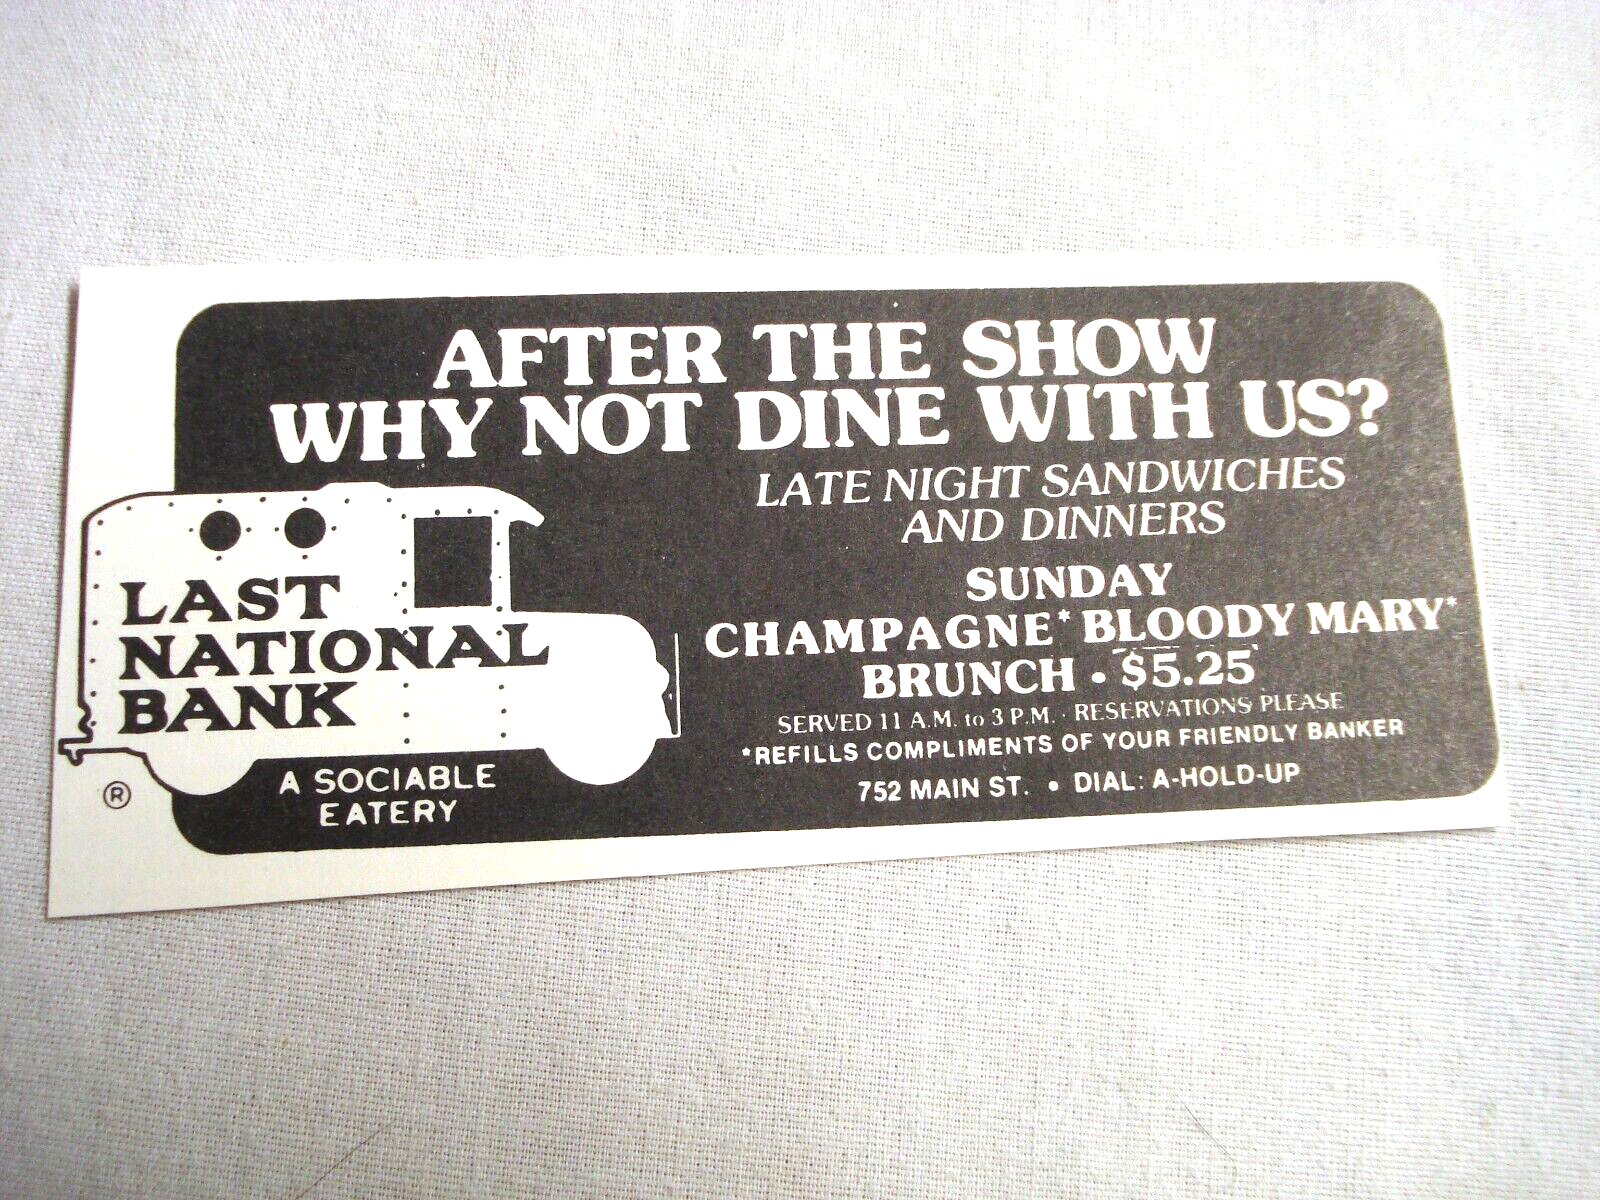 AFTER THE SHOW
WHY NOT DINE WITH US?
LATE NIGHT SANDWICHES
AND DINNERS
SUNDAY
CHAMPAGNE* BLOODY MARY*
BRUNCH • $5.25
SERVED 11 A.M. to 3 P.M. · RESERVATIONS PLEASE
*REFILLS COMPLIMENTS OF YOUR FRIENDLY BANKER
752 MAIN ST. • DIAL: A-HOLD-UP
LAST
NATIONAL
BANK
®
A SOCIABLE
EATERY